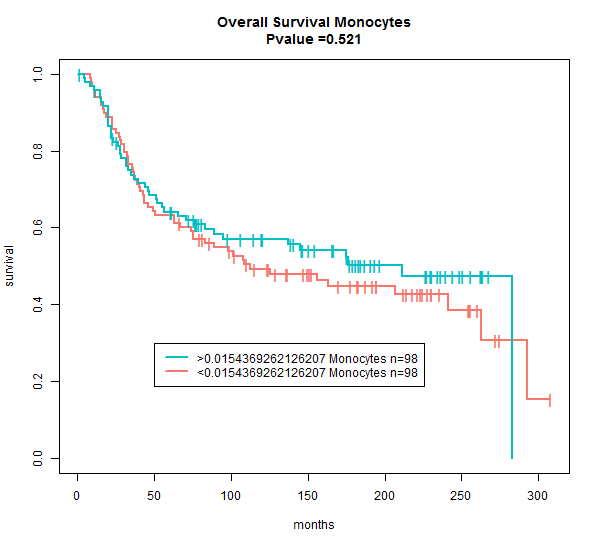 Overall Survival Monocytes
Pvalue =0.521
survival
1.0
0.8
0.6
0.4
0.2
0.0
>0.0154369262126207 Monocytes n=98
<0.0154369262126207 Monocytes n=98
0 50 100 150 200 250 300
months